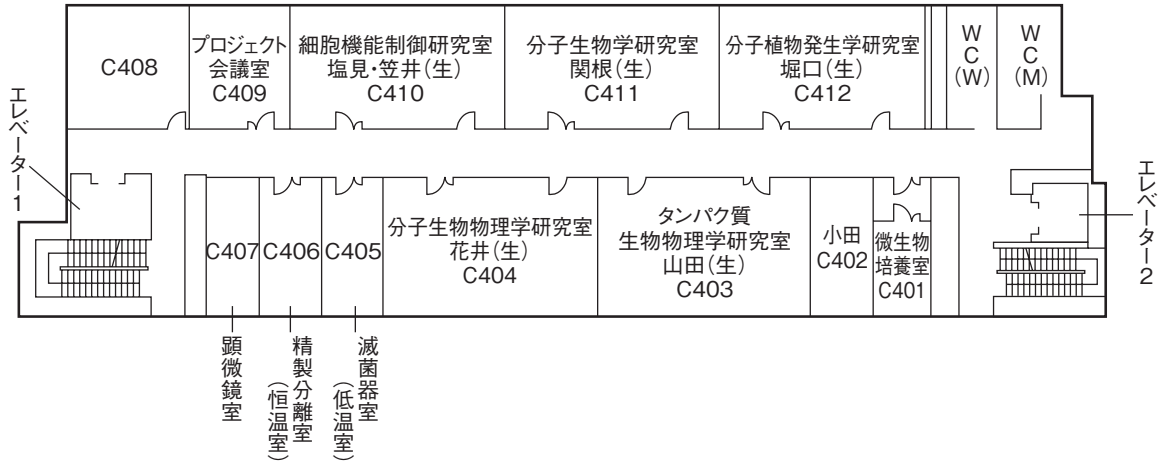 C408
プロジェクト
会議室
C409
細胞機能制御研究室
塩見・笠井(生)
C410
分子生物学研究室
関根(生)
C411
分子植物発生学研究室
堀口(生)
C412
WC(W)
WC(M)
エレベーター1
エレベーター2
C407
C406
C405
分子生物物理学研究室
花井(生)
C404
タンパク質
生物物理学研究室
山田(生)
C403
小田
C402
微生物
培養室
C401
顕微鏡室
精製分離室
(恒温室)
滅菌器室
(低温室)